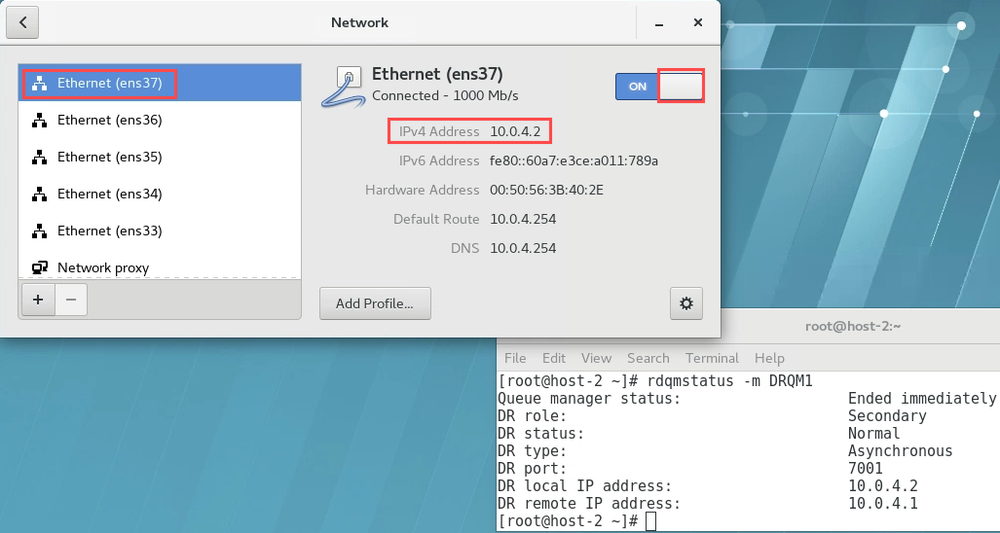 Network
Ethernet (ens37)
Ethernet (ens36)
Ethernet (ens35)
Ethernet (ens34)
Ethernet (ens33)
Network proxy
Ethernet (ens37)
Connected - 1000 Mb/s
ON
IPv4 Address 10.0.4.2
IPv6 Address fe80::60a7:e3ce:a011:789a
Hardware Address 00:50:56:3B:40:2E
Default Route 10.0.4.254
DNS 10.0.4.254
Add Profile...
root@host-2:~
File Edit View Search Terminal Help
[root@host-2 ~]# rdqmstatus -m DRQM1
Queue manager status: Ended immediately
DR role: Secondary
DR status: Normal
DR type: Asynchronous
DR port: 7001
DR local IP address: 10.0.4.2
DR remote IP address: 10.0.4.1
[root@host-2 ~]#